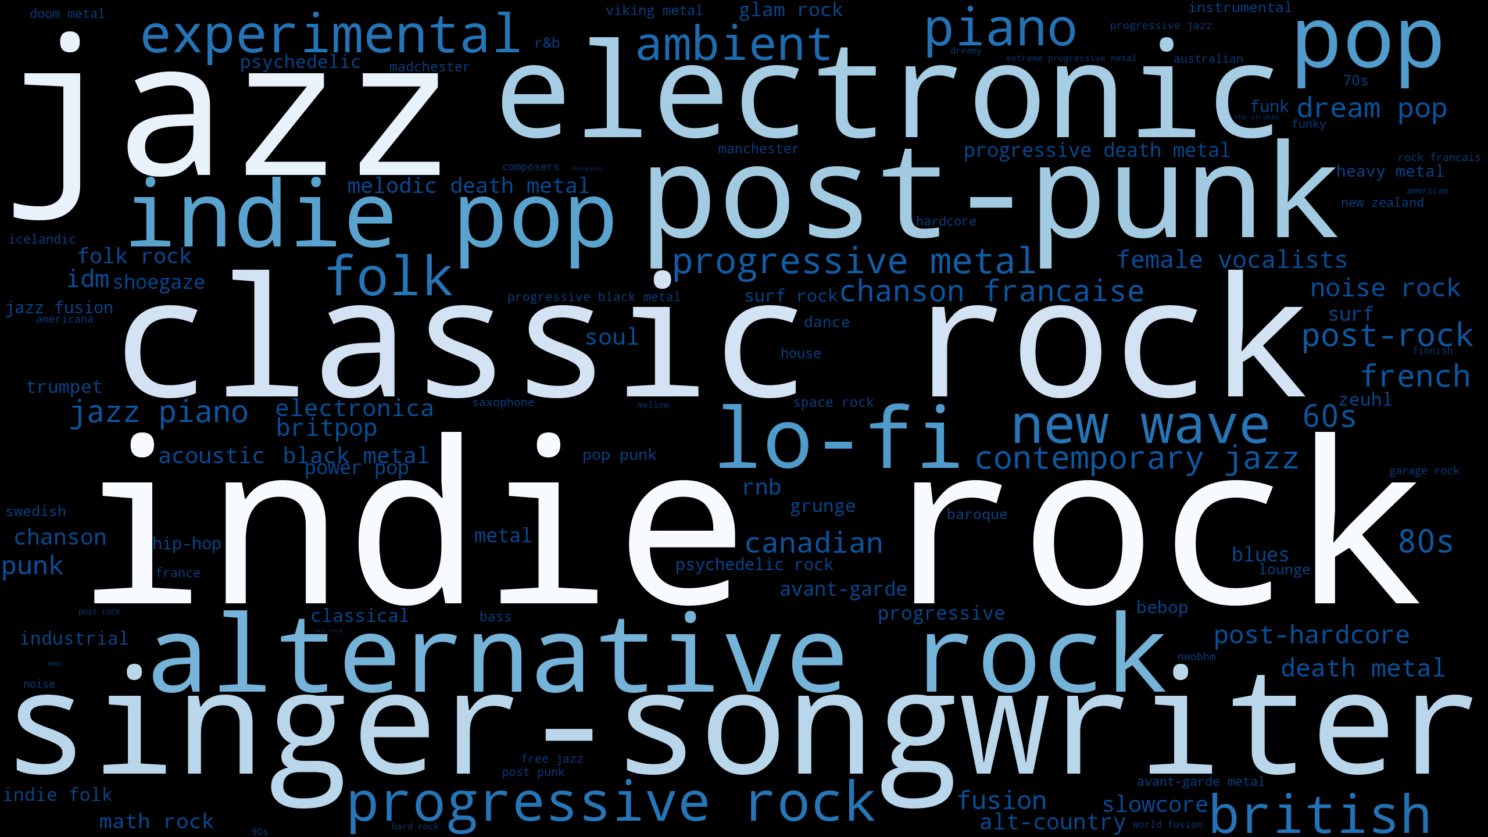 doom metal
viking metal
glam rock
instrumental
experimental
r&b
ambient
piano
progressive jazz
pop
jazz
psychedelic
madchester
dreamy
extreme progressive metal
australian
electronic
70s
funk
dream pop
the strokes
funky
manchester
progressive death metal
rock francais
composers
shoegazer
post-punk
heavy metal
melodic death metal
american
indie pop
hardcore
new zealand
icelandic
folk rock
folk
progressive metal
female vocalists
idm
shoegaze
classic rock
progressive black metal
surf rock
chanson francaise
noise rock
jazz fusion
americana
soul
dance
surf
post-rock
house
finnish
trumpet
french
jazz piano
electronica
saxophone
mellow
space rock
zeuhl
britpop
lo-fi
new wave
60s
acoustic
black metal
power pop
pop punk
contemporary jazz
garage rock
indie rock
rnb
swedish
grunge
baroque
chanson
hip-hop
metal
canadian
80s
punk
france
psychedelic rock
blues
lounge
avant-garde
post rock
classical
bass
progressive
bebop
industrial
alternative rock
post-hardcore
nwobhm
death metal
noise
singer-songwriter
free jazz
post punk
avant-garde metal
indie folk
progressive rock
fusion
slowcore
british
math rock
90s
hard rock
alt-country
world fusion